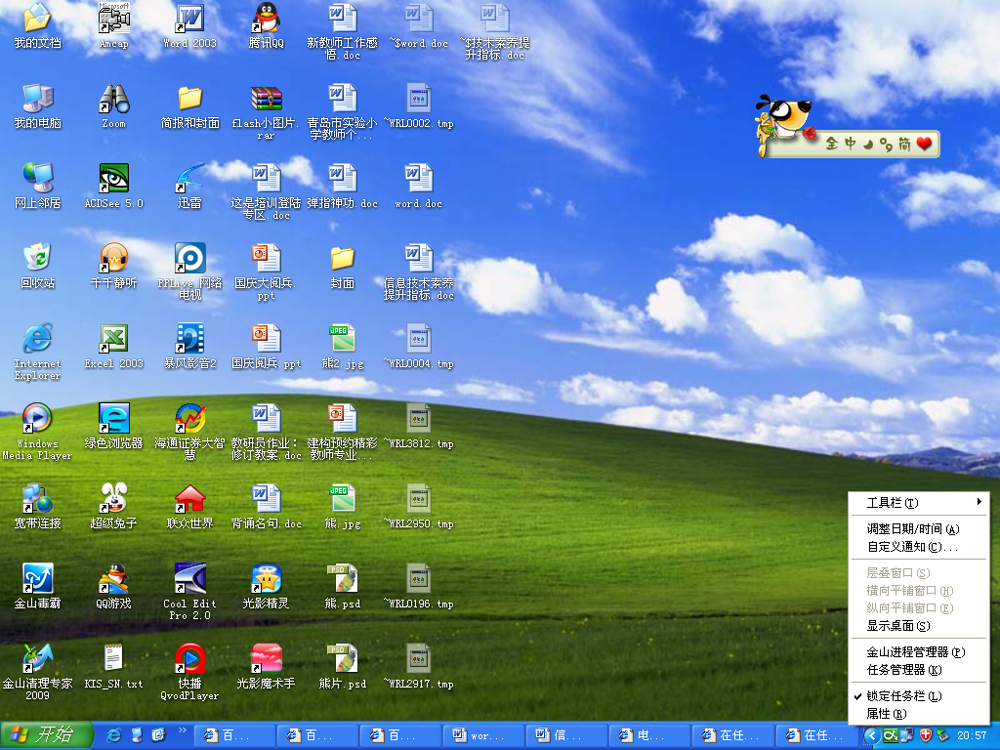 我的文档
Microsoft
Amcap
Word 2003
腾讯QQ
新教师工作感
悟.doc
~$word.doc
~$技术素养提
升指标.doc
我的电脑
Zoom
简报和封面
flash小图片.
rar
青岛市实验小
学教师个...
~WRL0002.tmp
全 中 简
网上邻居
ACDSee 5.0
迅雷
这是培训登陆
专区.doc
弹指神功.doc
word.doc
回收站
千千静听
PPLive 网络
电视
国庆大阅兵.
ppt
封面
信息技术素养
提升指标.doc
Internet
Explorer
Excel 2003
暴风影音2
国庆阅兵.ppt
JPEG
熊2.jpg
~WRL0004.tmp
Windows
Media Player
绿色浏览器
海通证券大智
慧
教研员作业:
修订教案.doc
建构预约精彩
教师专业...
~WRL3812.tmp
宽带连接
超级兔子
联众世界
背诵名句.doc
JPEG
熊.jpg
~WRL2950.tmp
金山毒霸
QQ游戏
Cool Edit
Pro 2.0
光影精灵
PSD
熊.psd
~WRL0196.tmp
金山清理专家
2009
KIS_SN.txt
快播
QvodPlayer
光影魔术手
PSD
熊片.psd
~WRL2917.tmp
工具栏(T)
调整日期/时间(A)
自定义通知(C)...
层叠窗口(S)
横向平铺窗口(H)
纵向平铺窗口(E)
显示桌面(S)
金山进程管理器(P)
任务管理器(K)
锁定任务栏(L)
属性(R)
开始
百...
百...
百...
wor...
信...
电...
在任...
在任...
20:57